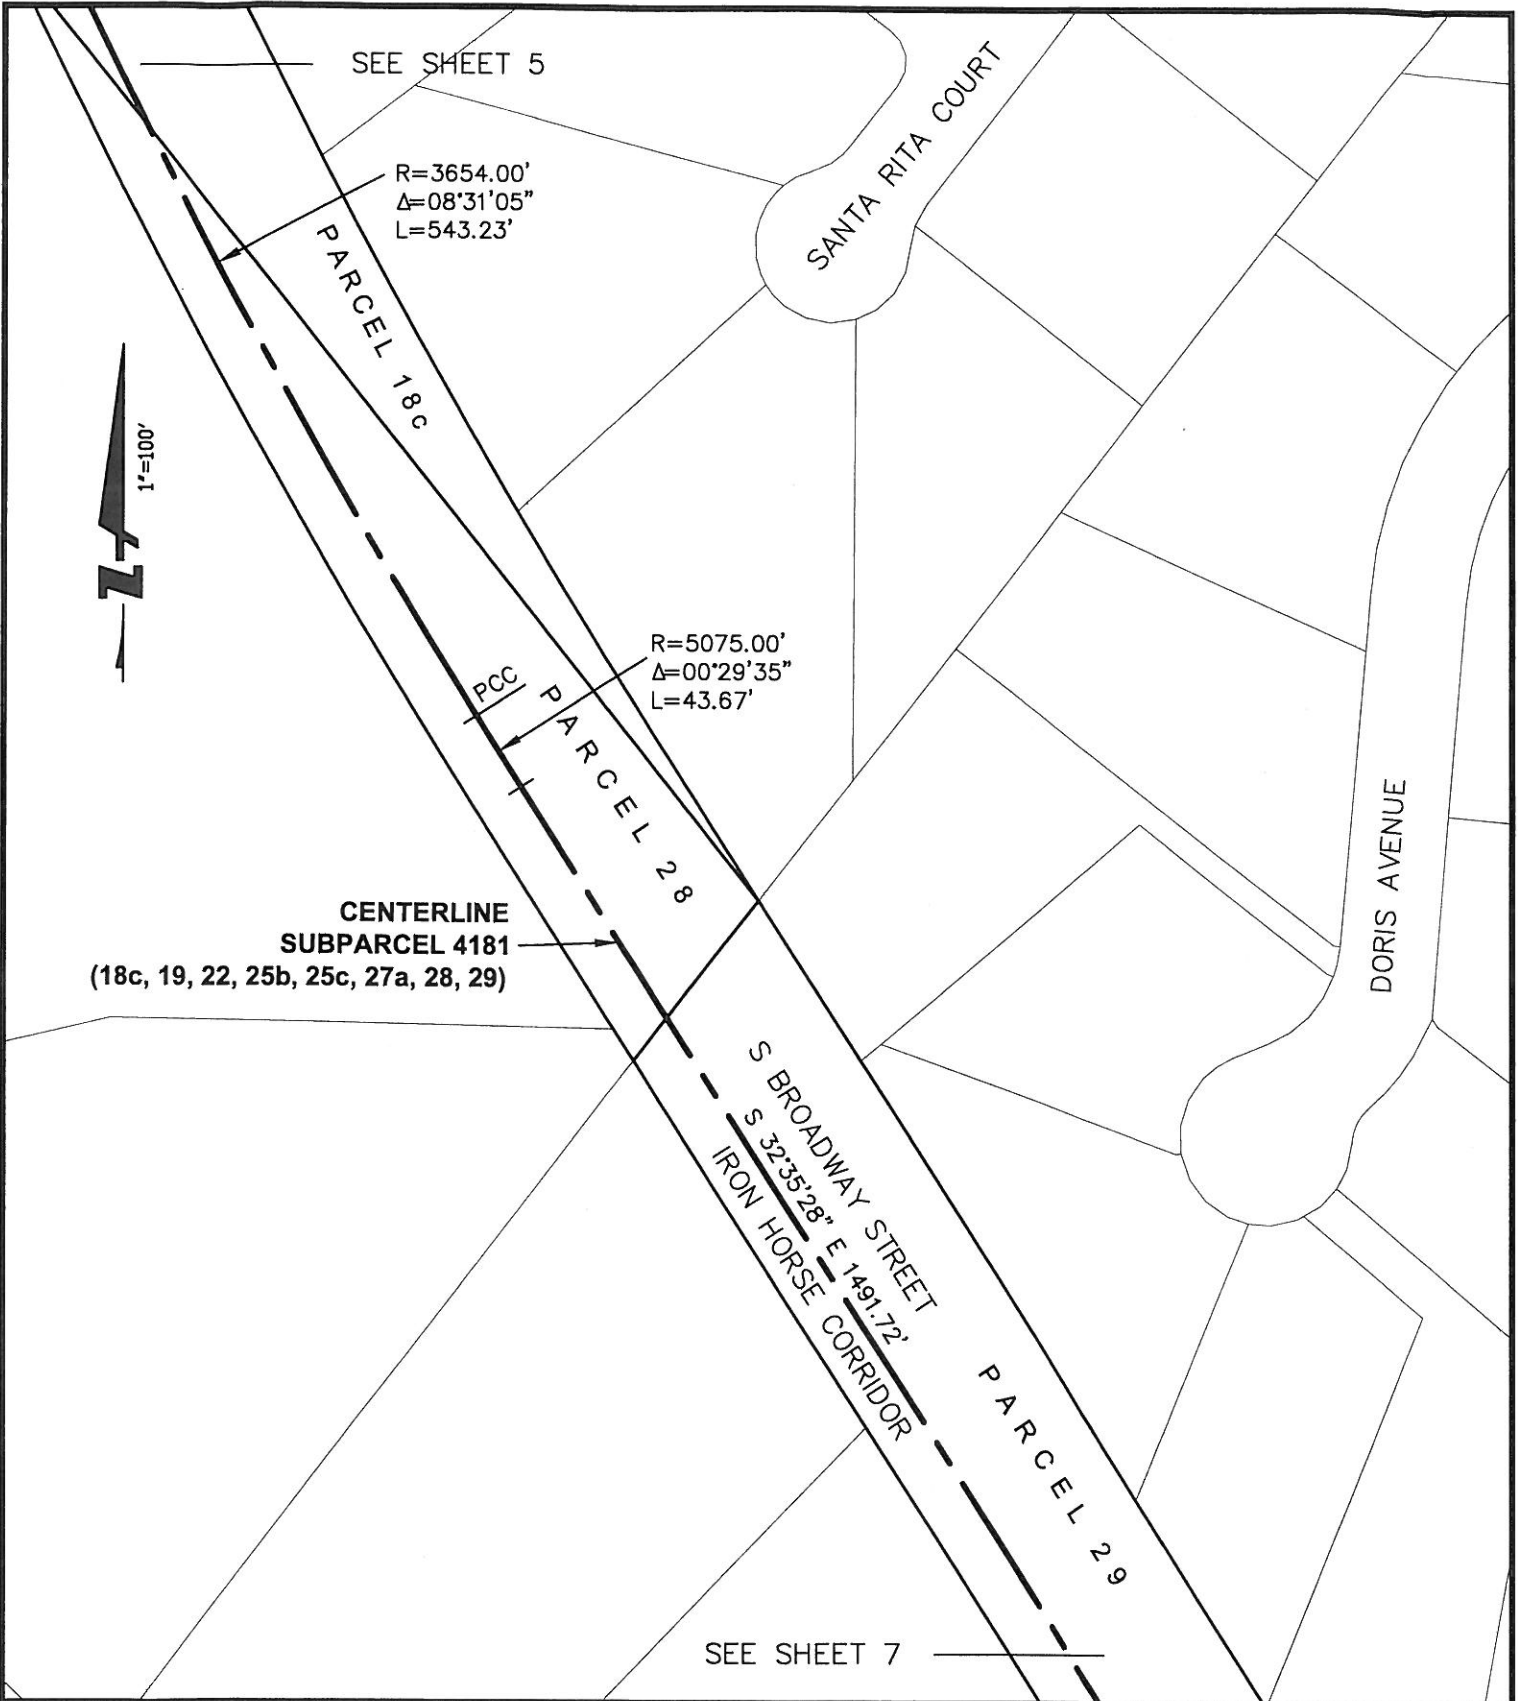 SEE SHEET 5
SANTA RITA COURT
R=3654.00'
Δ=08°31'05"
L=543.23'
PARCEL 18c
1"=100'
N
R=5075.00'
Δ=00°29'35"
L=43.67'
PCC
PARCEL 28
DORIS AVENUE
CENTERLINE
SUBPARCEL 4181
(18c, 19, 22, 25b, 25c, 27a, 28, 29)
S BROADWAY STREET
S 32°35'28" E 1491.72'
IRON HORSE CORRIDOR
PARCEL 29
SEE SHEET 7